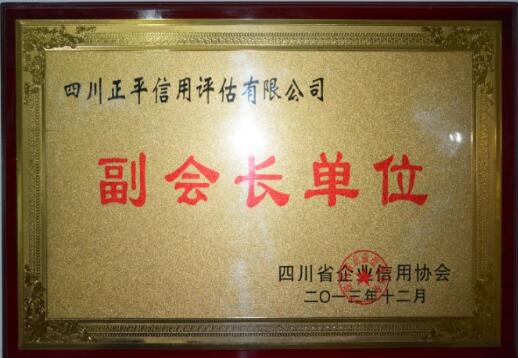 四川正平信用评估有限公司
副会长单位
四川省企业信用协会
二〇一三年十二月